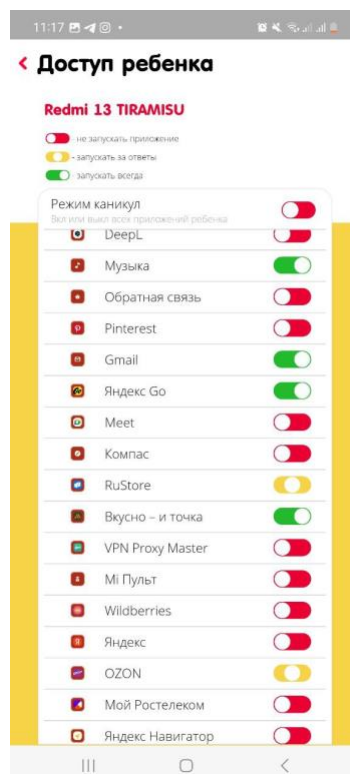 11:17
Доступ ребенка
Redmi 13 TIRAMISU
- не запускать приложение
- запускать за ответы
- запускать всегда
Режим каникул
Вкл или выкл всех приложений ребенка
DeepL
Музыка
Обратная связь
Pinterest
Gmail
Яндекс Go
Meet
Компас
RuStore
Вкусно – и точка
VPN Proxy Master
Mi Пульт
Wildberries
Яндекс
OZON
Мой Ростелеком
Яндекс Навигатор